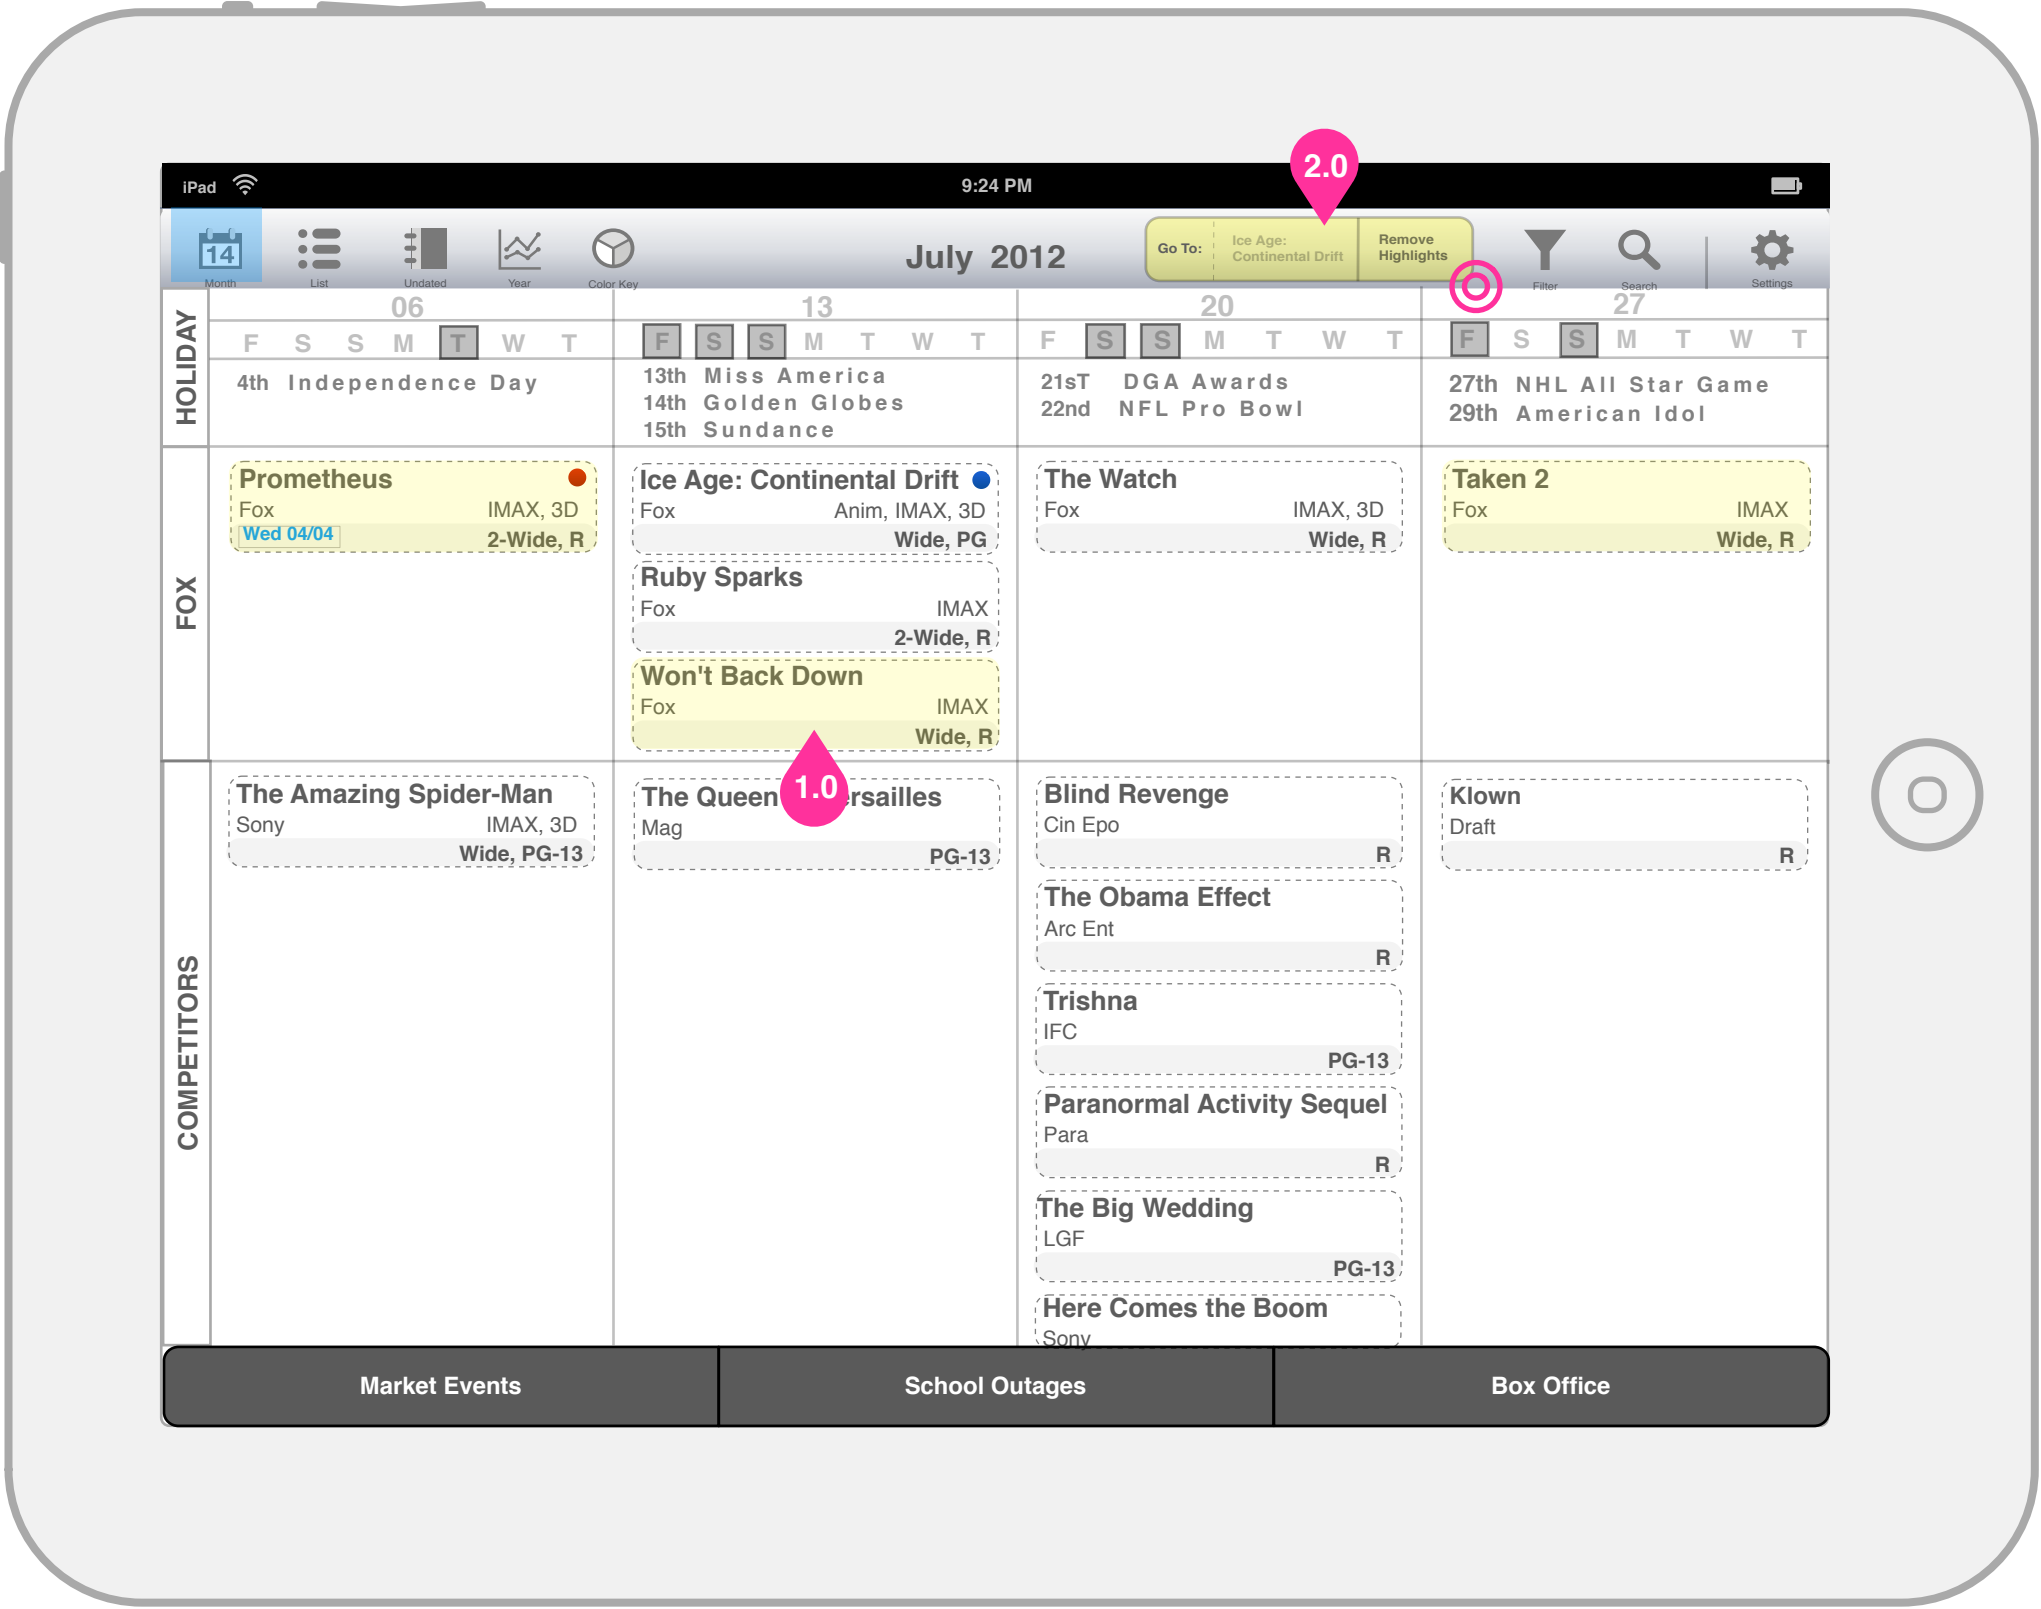 iPad
9:24 PM
2.0
14
Month
List
Undated
Year
Color Key
July 2012
Go To:
Ice Age:
Continental Drift
Remove
Highlights
Filter
Search
Settings
HOLIDAY
06
F S S M T W T
4th Independence Day
13
F S S M T W T
13th Miss America
14th Golden Globes
15th Sundance
20
F S S M T W T
21sT DGA Awards
22nd NFL Pro Bowl
27
F S S M T W T
27th NHL All Star Game
29th American Idol
FOX
Prometheus
Fox IMAX, 3D
Wed 04/04
2-Wide, R
Ice Age: Continental Drift
Fox Anim, IMAX, 3D
Wide, PG
Ruby Sparks
Fox IMAX
2-Wide, R
Won't Back Down
Fox IMAX
Wide, R
The Watch
Fox IMAX, 3D
Wide, R
Taken 2
Fox IMAX
Wide, R
COMPETITORS
The Amazing Spider-Man
Sony IMAX, 3D
Wide, PG-13
1.0
The Queen ersailles
Mag
PG-13
Blind Revenge
Cin Epo
R
The Obama Effect
Arc Ent
R
Trishna
IFC
PG-13
Paranormal Activity Sequel
Para
R
The Big Wedding
LGF
PG-13
Here Comes the Boom
Sony
Klown
Draft
R
Market Events
School Outages
Box Office